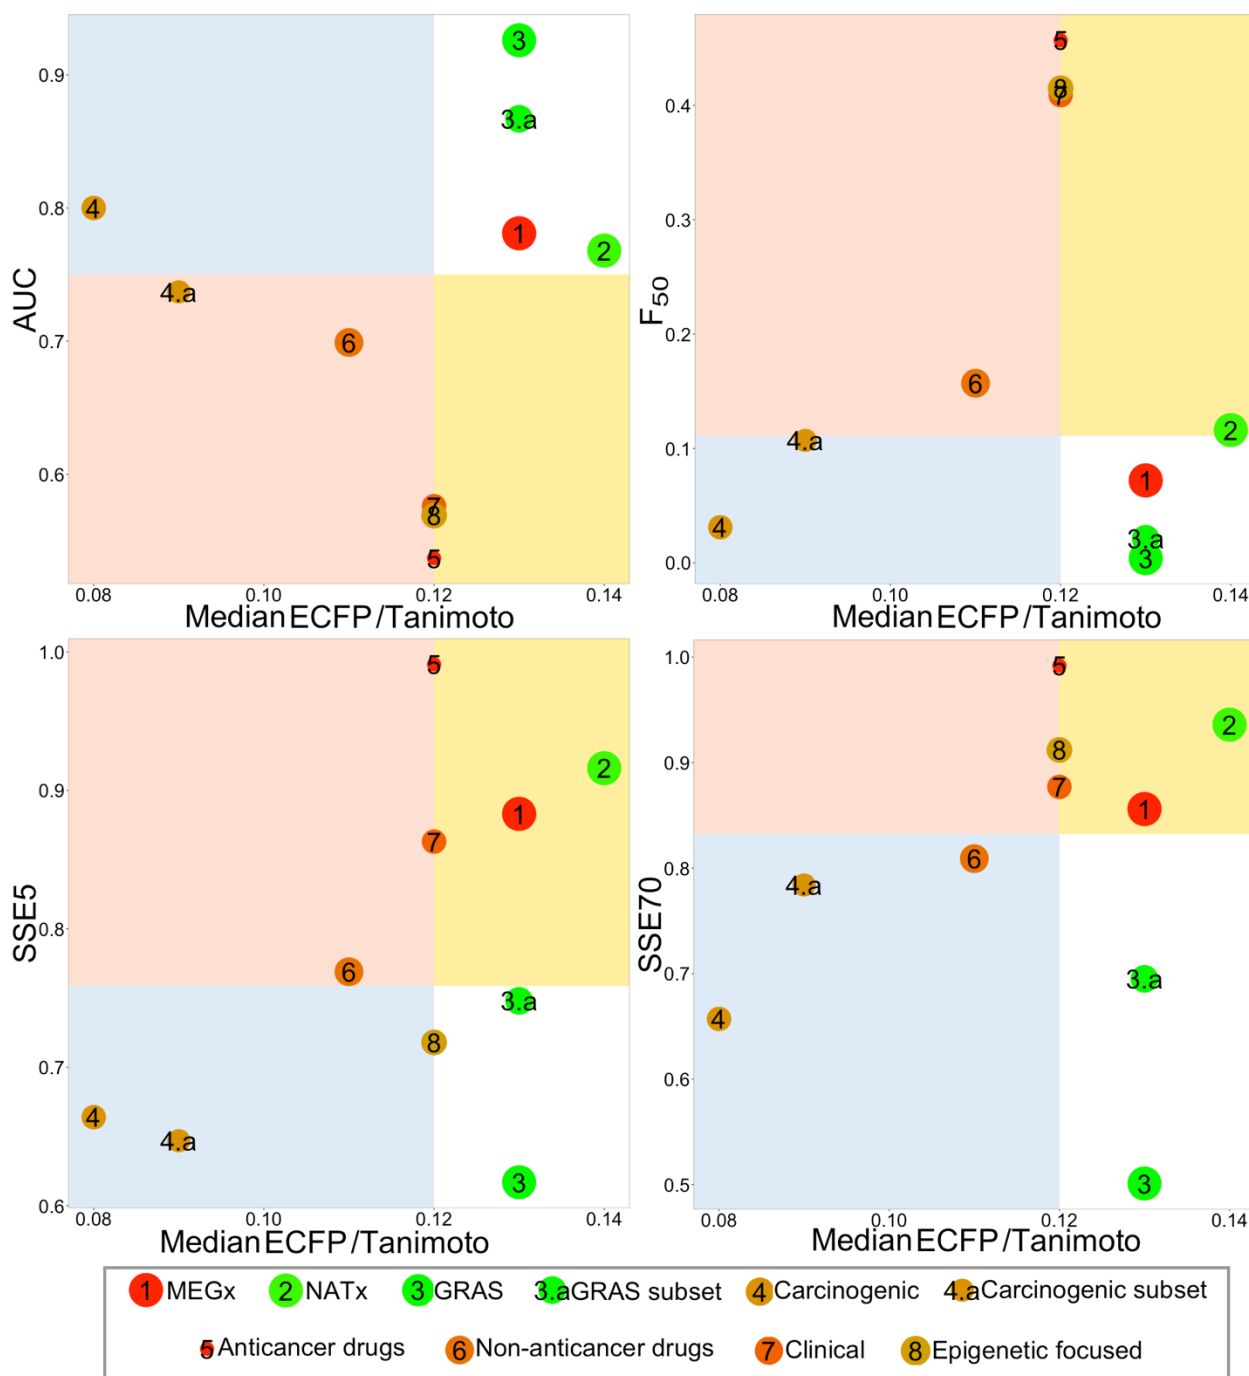 AUC
0.9
0.8
0.7
0.6
3
3.a
4
1
2
4.a
6
7
8
5
0.08 0.10 0.12 0.14
Median ECFP/Tanimoto
F50
0.4
0.3
0.2
0.1
0.0
5
8
7
6
2
4.a
1
4
3.a
3
0.08 0.10 0.12 0.14
Median ECFP/Tanimoto
SSE5
1.0
0.9
0.8
0.7
0.6
5
2
1
7
6
3.a
8
4
4.a
3
0.08 0.10 0.12 0.14
Median ECFP/Tanimoto
SSE70
1.0
0.9
0.8
0.7
0.6
0.5
5
2
8
7
1
6
4.a
3.a
4
3
0.08 0.10 0.12 0.14
Median ECFP/Tanimoto
1 MEGx 2 NATx 3 GRAS 3.a GRAS subset 4 Carcinogenic 4.a Carcinogenic subset
5 Anticancer drugs 6 Non-anticancer drugs 7 Clinical 8 Epigenetic focused